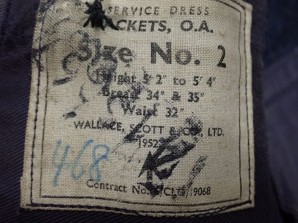 SERVICE DRESS
JACKETS, O.A.
Size No. 2
Height 5' 2" to 5' 4"
Breast 34" & 35"
Waist 32"
WALLACE, SCOTT & CO., LTD.
1952
468
Contract No.